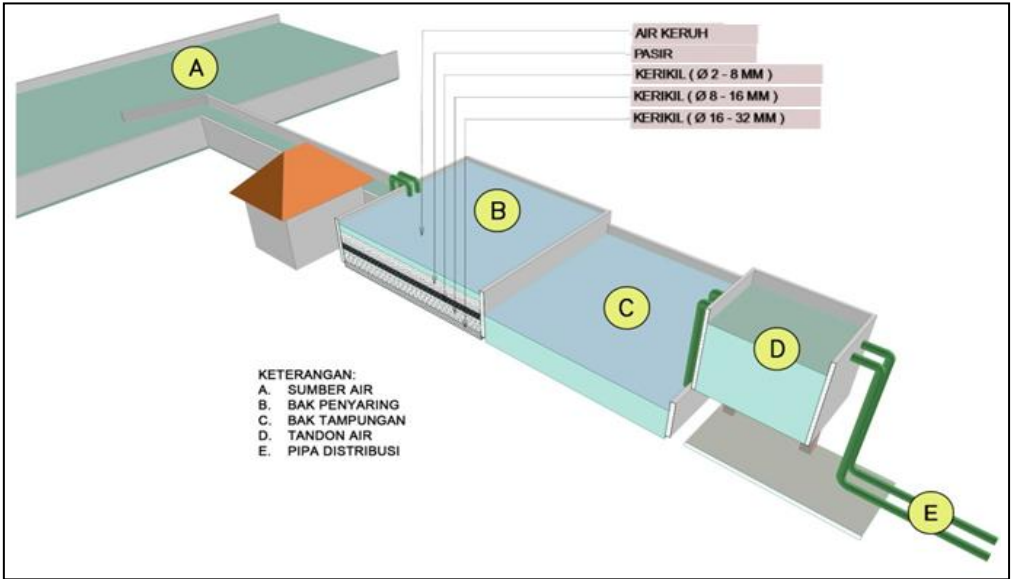 AIR KERUH
PASIR
KERIKIL ( Ø 2 - 8 MM )
KERIKIL ( Ø 8 - 16 MM )
KERIKIL ( Ø 16 - 32 MM )
A
B
C
D
E
KETERANGAN:
A. SUMBER AIR
B. BAK PENYARING
C. BAK TAMPUNGAN
D. TANDON AIR
E. PIPA DISTRIBUSI